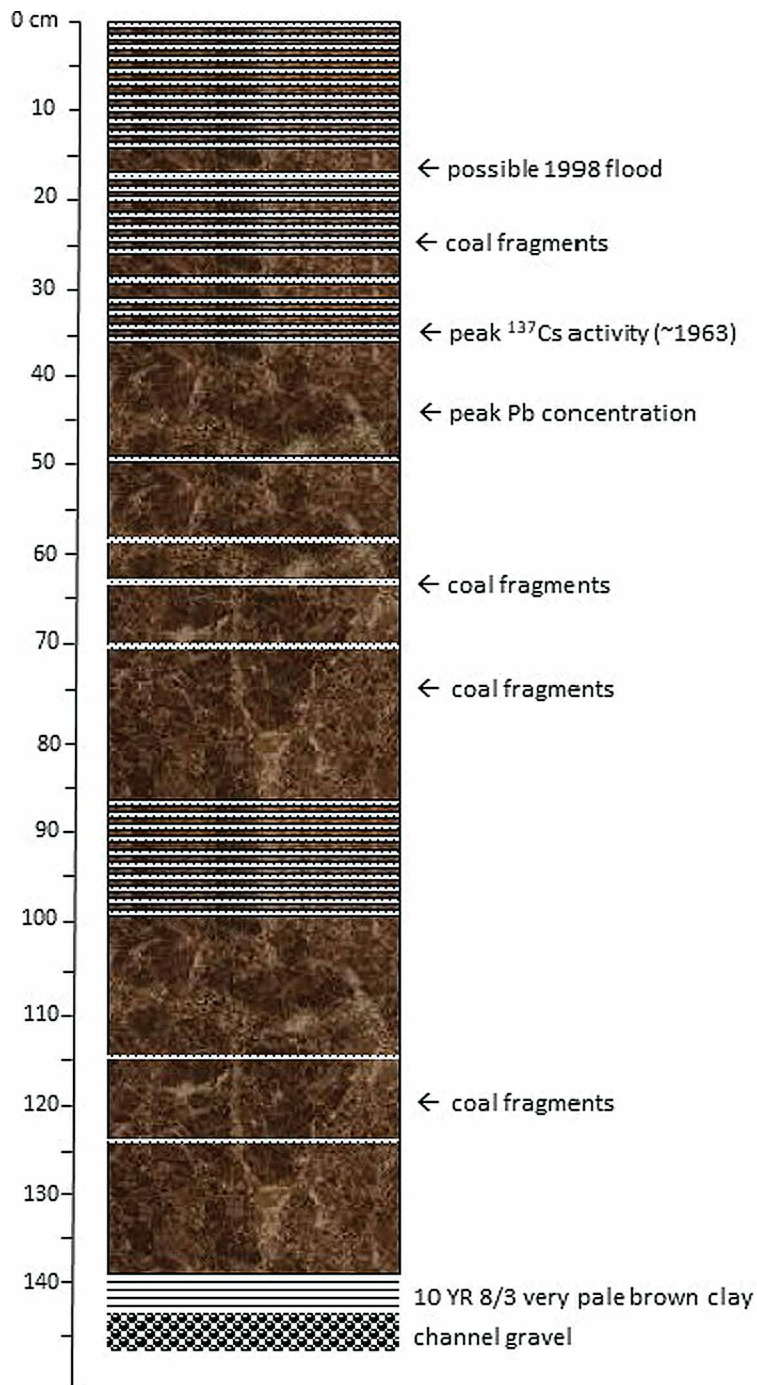 0 cm
10
← possible 1998 flood
20
← coal fragments
30
← peak ¹³⁷Cs activity (~1963)
40
← peak Pb concentration
50
60
← coal fragments
70
← coal fragments
80
90
100
110
120
← coal fragments
130
140
10 YR 8/3 very pale brown clay
channel gravel